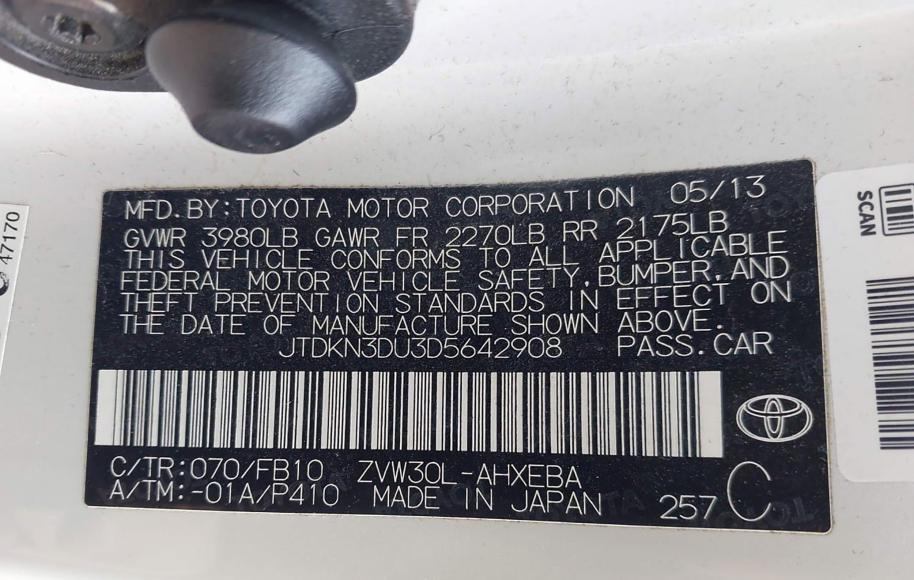 MFD.BY:TOYOTA MOTOR CORPORATION 05/13
GVWR 3980LB GAWR FR 2270LB RR 2175LB
THIS VEHICLE CONFORMS TO ALL APPLICABLE
FEDERAL MOTOR VEHICLE SAFETY,BUMPER,AND
THEFT PREVENTION STANDARDS IN EFFECT ON
THE DATE OF MANUFACTURE SHOWN ABOVE.
JTDKN3DU3D5642908 PASS.CAR
C/TR:070/FB10 ZVW30L-AHXEBA
A/TM:-01A/P410 MADE IN JAPAN 257 C
47170
SCAN